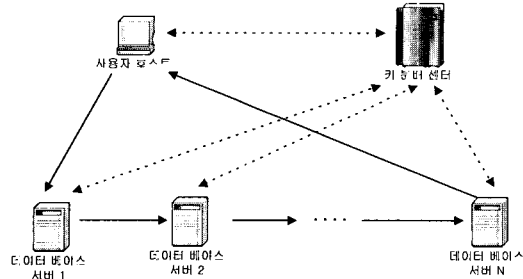 사용자 호스트
키 분배 센터
데이터 베이스
서버 1
데이터 베이스
서버 2
데이터 베이스
서버 N